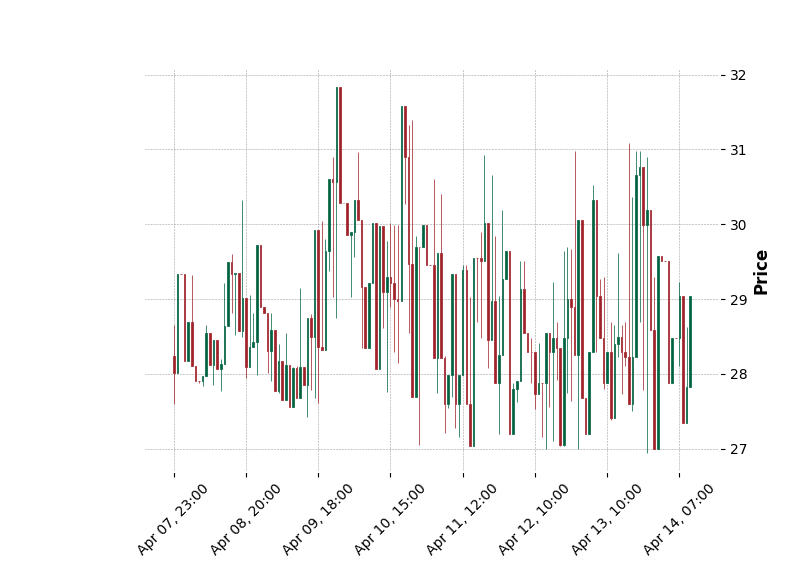 32
31
30
29
28
27
Price
Apr 07, 23:00
Apr 08, 20:00
Apr 09, 18:00
Apr 10, 15:00
Apr 11, 12:00
Apr 12, 10:00
Apr 13, 10:00
Apr 14, 07:00